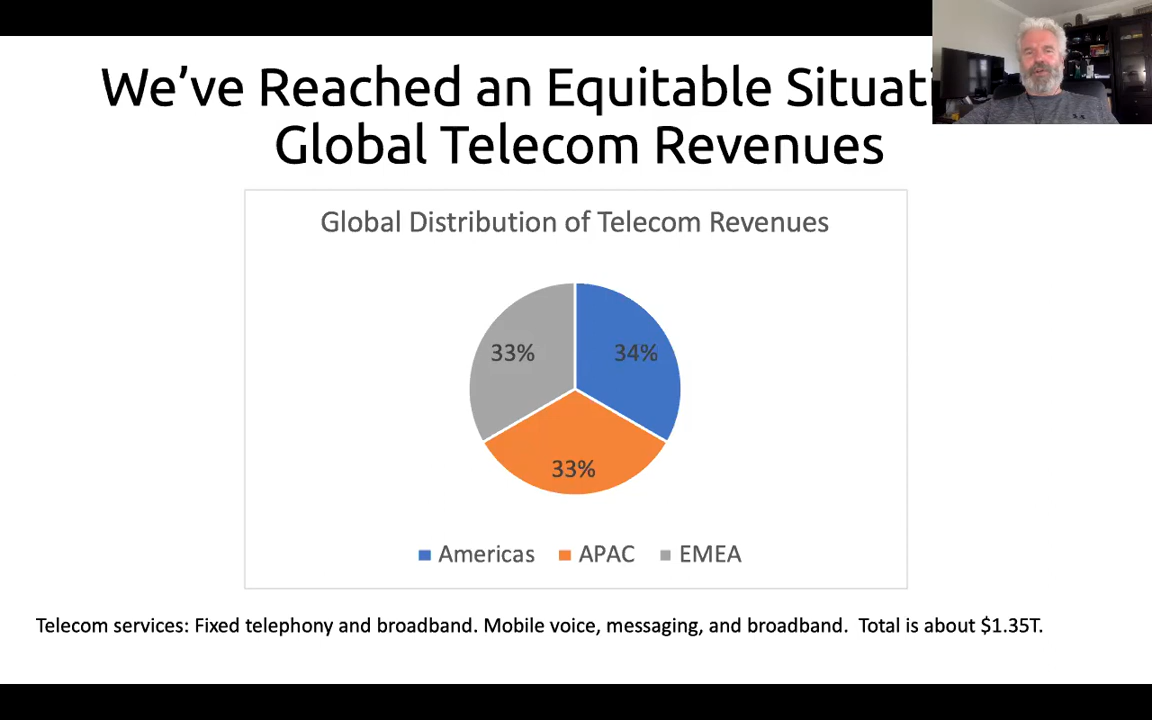 We've Reached an Equitable
Global Telecom Revenues
Global Distribution of Telecom Revenues
33%
34%
33%
Americas
APAC
EMEA
Telecom services: Fixed telephony and broadband. Mobile voice, messaging, and broadband. Total is about $1.35T.